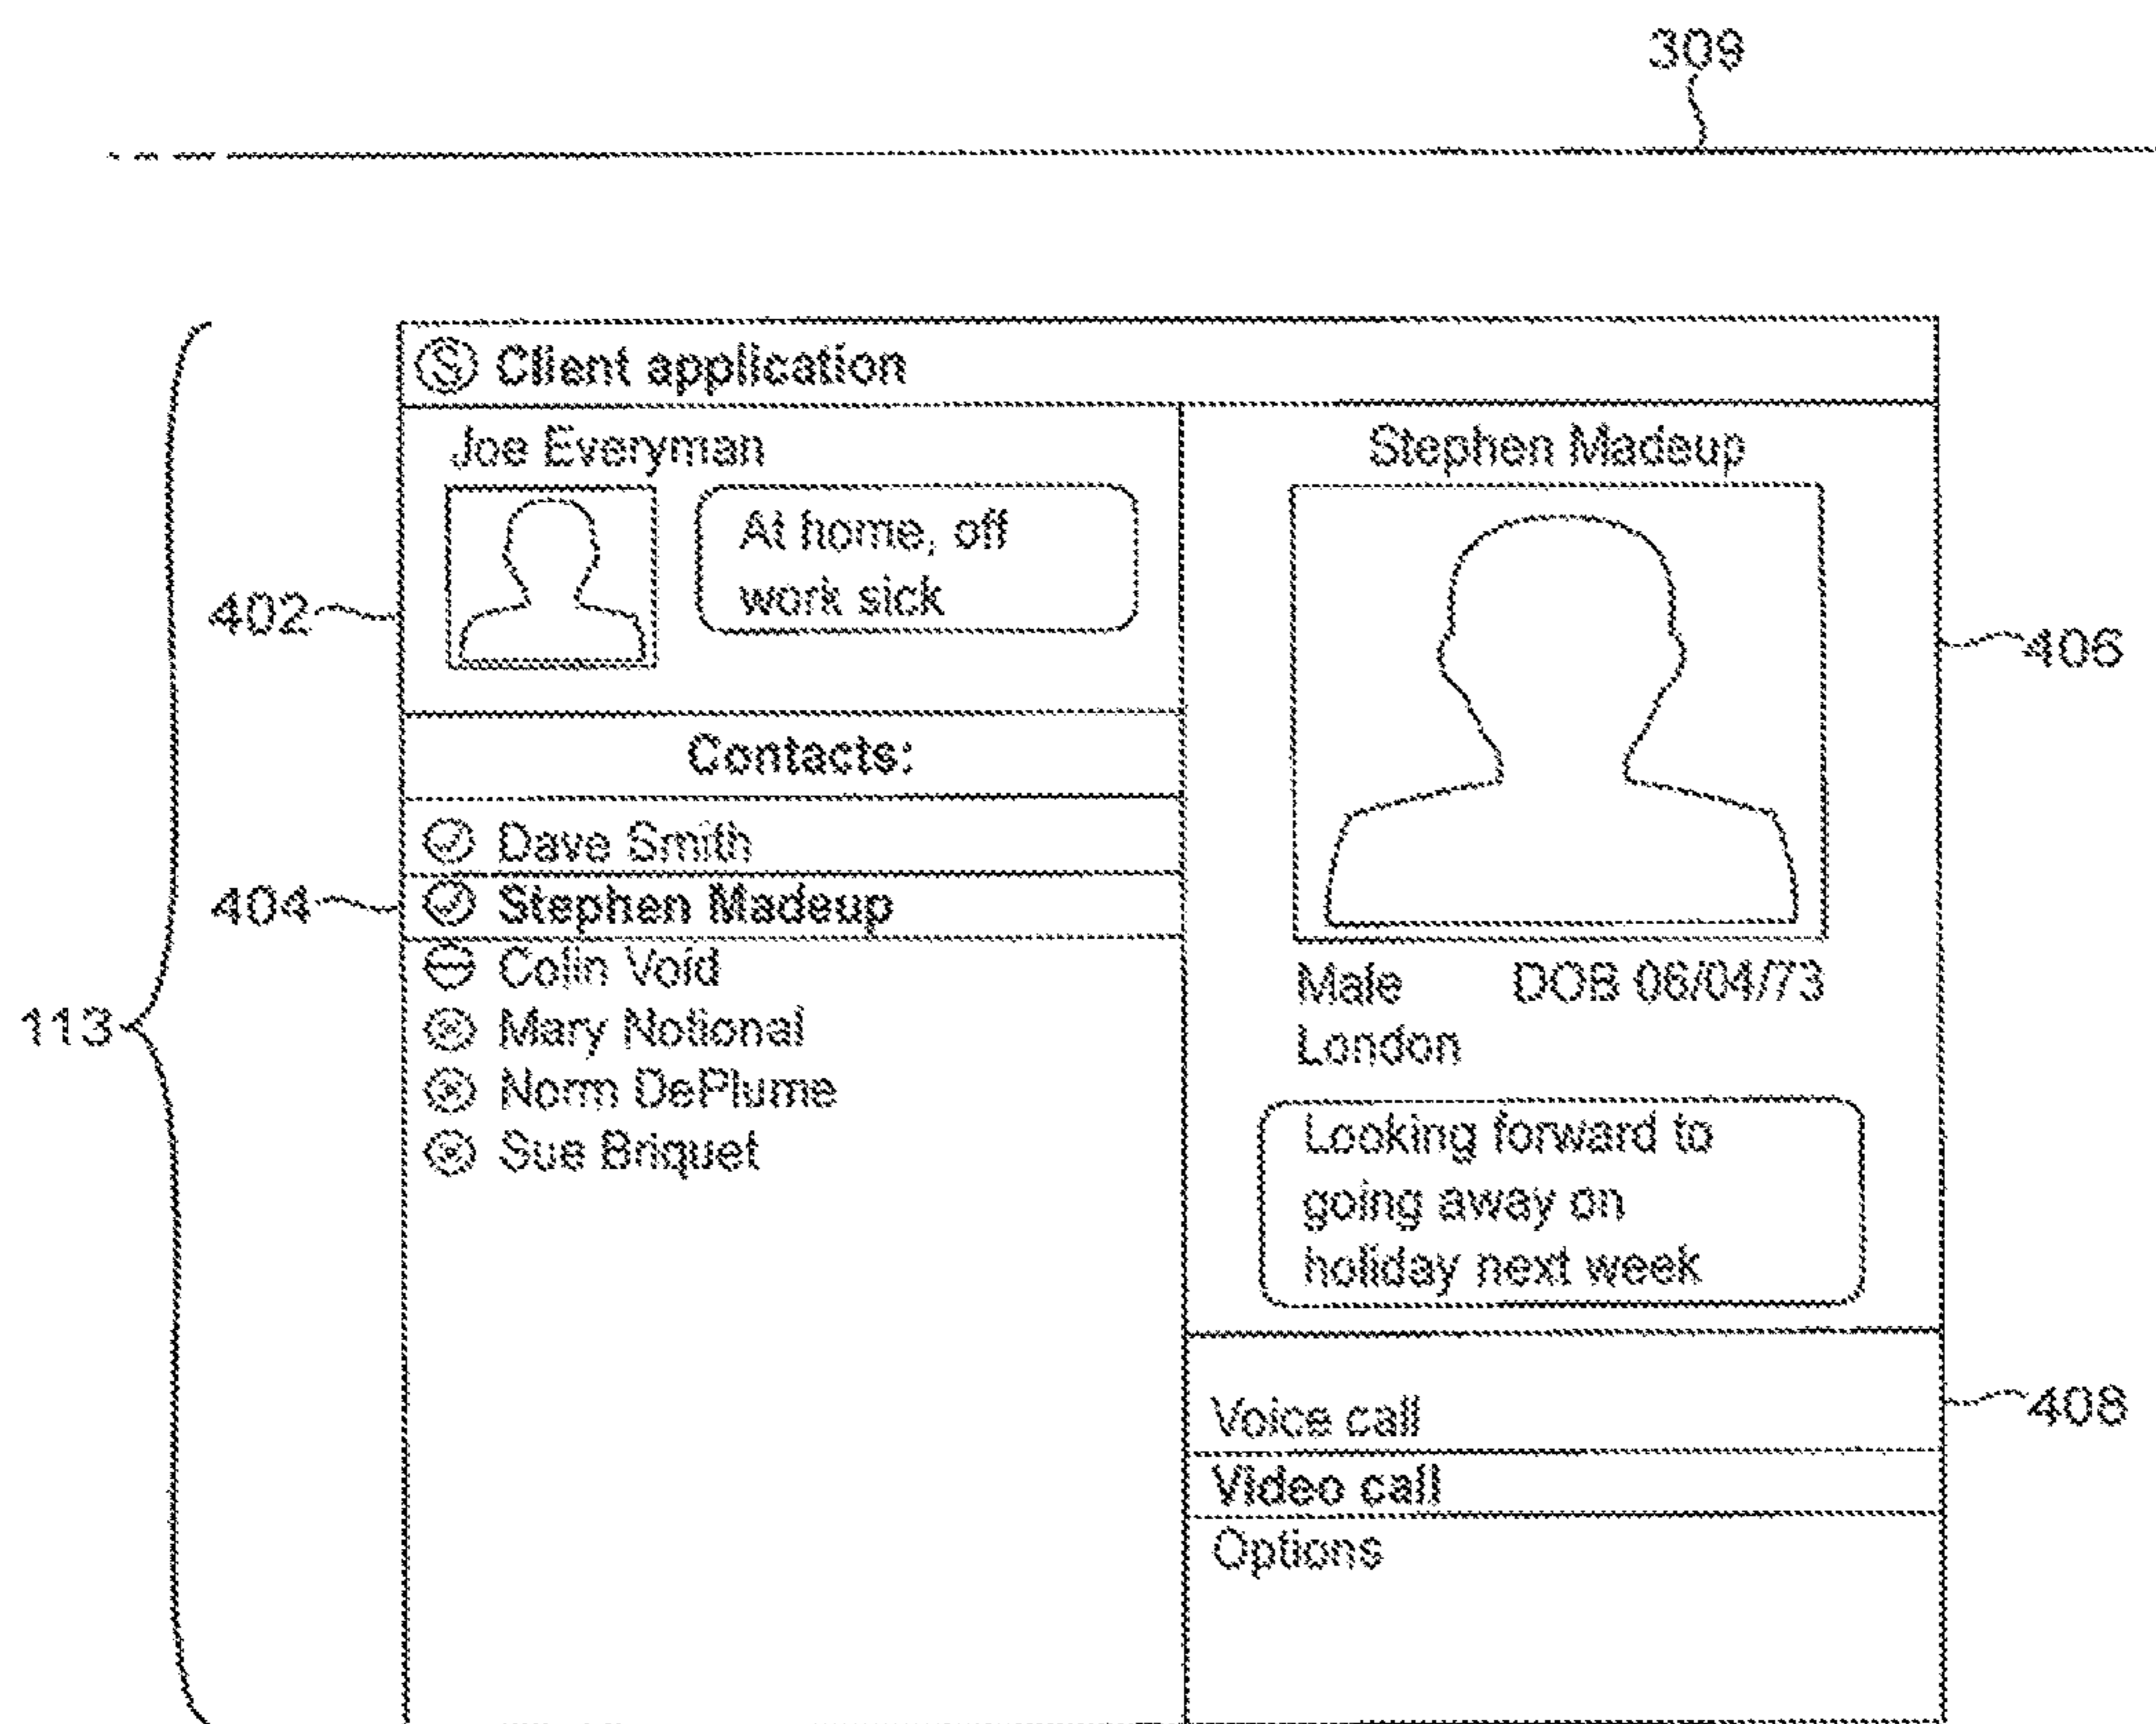 309
Client application
Joe Everyman
At home, off
work sick
402
Contacts:
Dave Smith
404
Stephen Madeup
Colin Void
Mary Notional
Norm DePlume
Sue Briquet
113
Stephen Madeup
406
Male DOB 06/04/73
London
Looking forward to
going away on
holiday next week
Voice call
408
Video call
Options